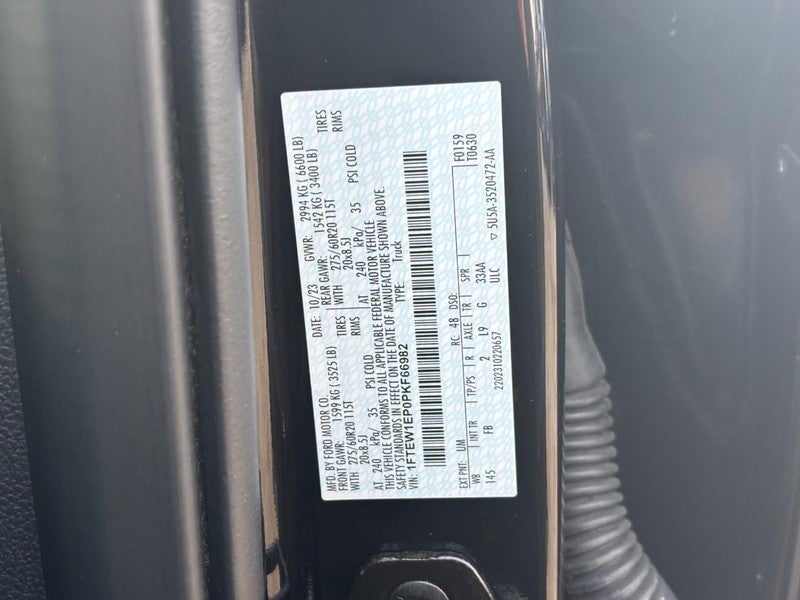 MFD. BY FORD MOTOR CO. DATE: 10/23 GVWR: 2994 KG ( 6600 LB)
FRONT GAWR: 1599 KG ( 3525 LB) REAR GAWR: 1542 KG ( 3400 LB)
WITH 275/60R20 115T TIRES WITH 275/60R20 115T TIRES
20x8.5J RIMS 20x8.5J RIMS
AT 240 kPa/ 35 PSI COLD AT 240 kPa/ 35 PSI COLD
THIS VEHICLE CONFORMS TO ALL APPLICABLE FEDERAL MOTOR VEHICLE
SAFETY STANDARDS IN EFFECT ON THE DATE OF MANUFACTURE SHOWN ABOVE.
VIN: 1FTEW1EP0PKF66982 TYPE: Truck
F0159
T0630
EXT PNT: UM RC: 48 DSO:
WB INT TR TP/PS R AXLE TR SPR
145 FB 2 L9 G 33AA
ULC
2202310220657 ▽ 5U5A-3520472-AA